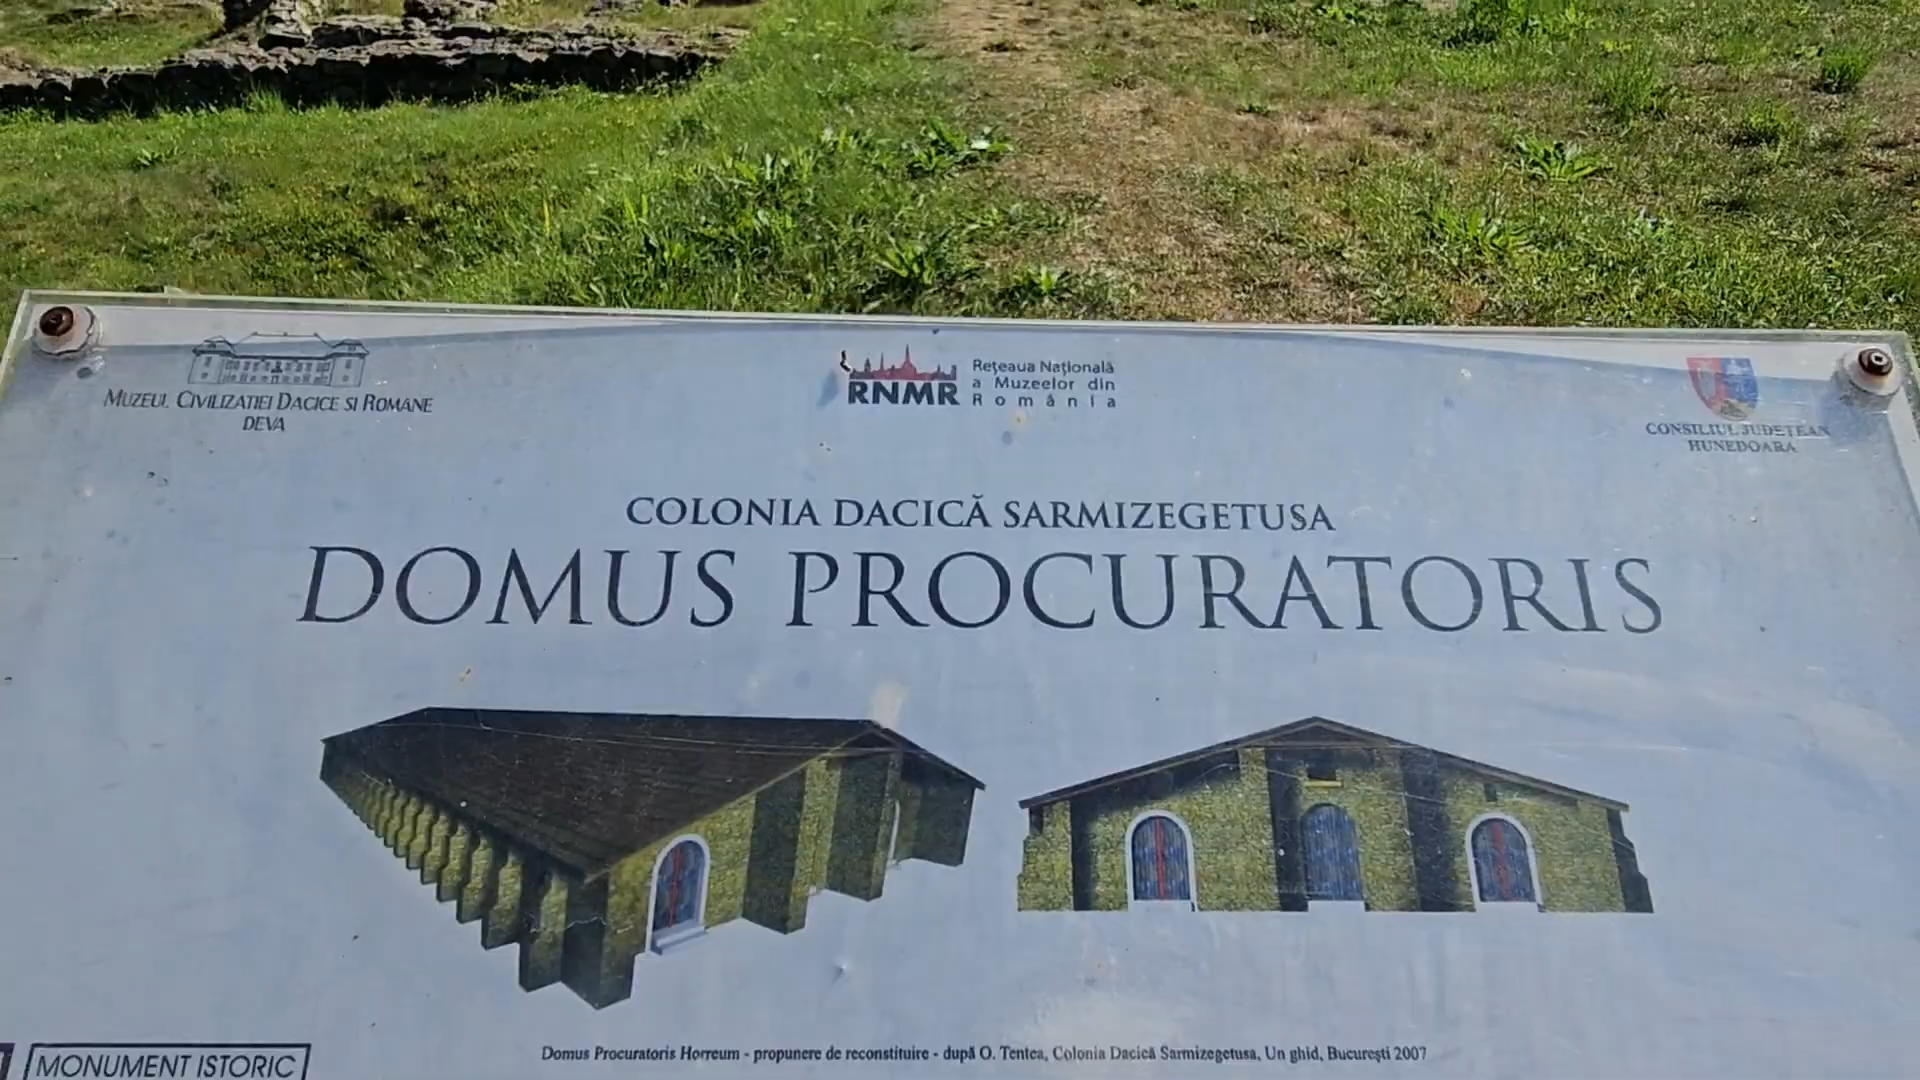 MUZEUL CIVILIZATIEI DACICE SI ROMANE
DEVA
RNMR
Rețeaua Națională
a Muzeelor din
România
CONSILIUL JUDEȚEAN
HUNEDOARA
COLONIA DACICĂ SARMIZEGETUSA
DOMUS PROCURATORIS
Domus Procuratoris Horreum - propunere de reconstituire - după O. Tentea, Colonia Dacică Sarmizegetusa, Un ghid, București 2007
MONUMENT ISTORIC